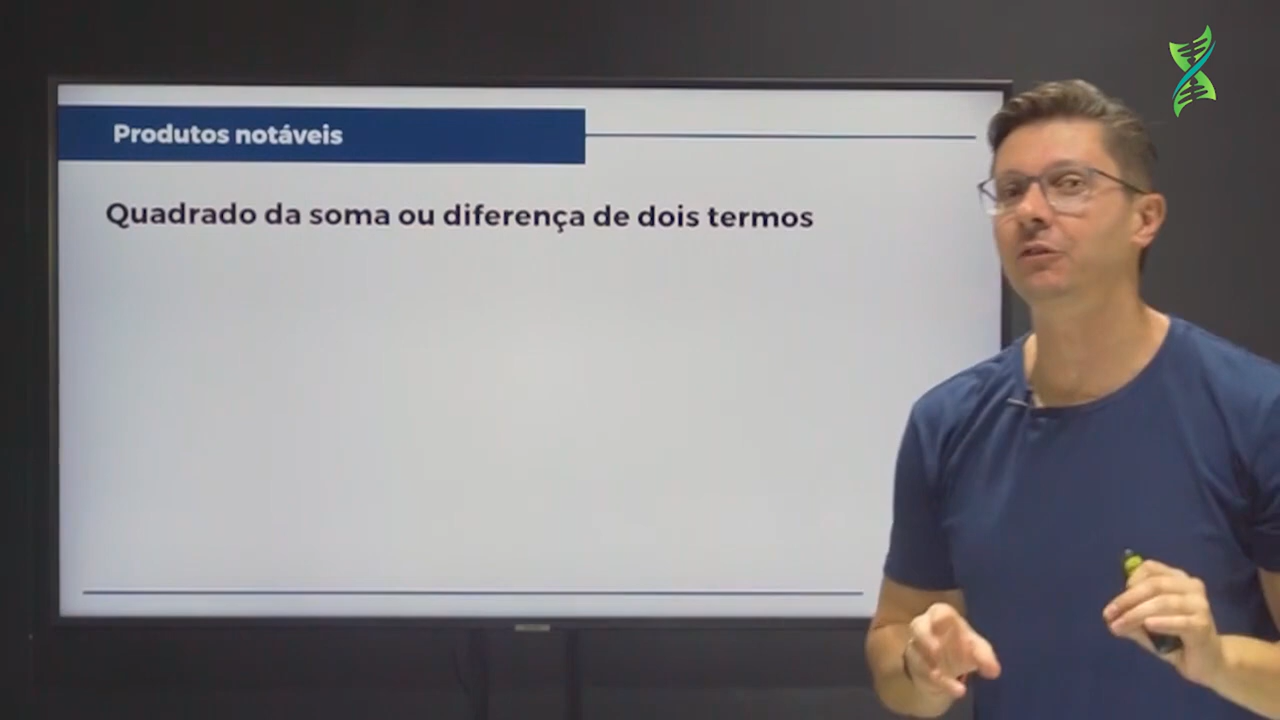 Produtos notáveis
Quadrado da soma ou diferença de dois termos